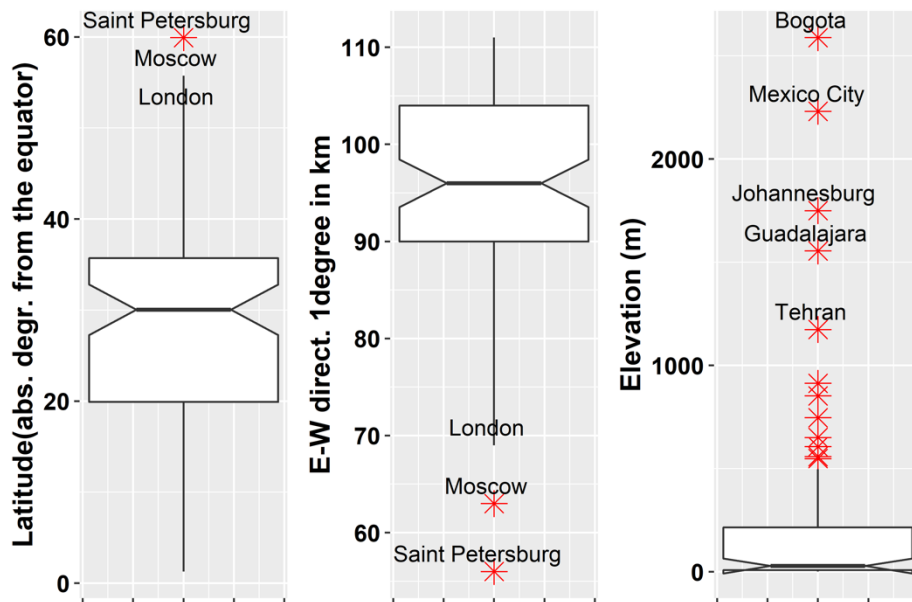 Latitude(abs. degr. from the equator)
60
40
20
0
Saint Petersburg
Moscow
London
E-W direct. 1degree in km
110
100
90
80
70
60
London
Moscow
Saint Petersburg
Elevation (m)
2000
1000
0
Bogota
Mexico City
Johannesburg
Guadalajara
Tehran